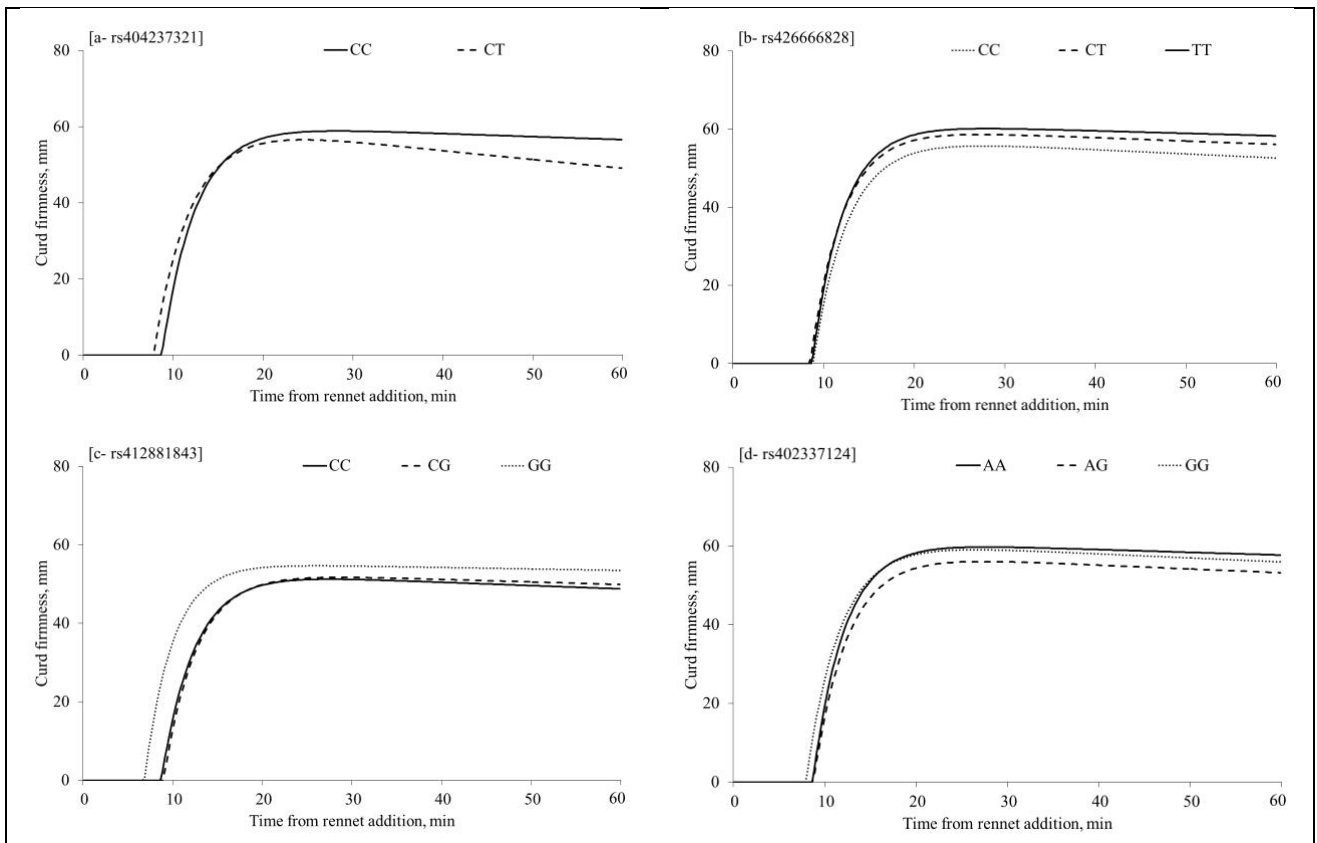 [a- rs404237321]
CC CT
80
60
40
20
0
Curd firmness, mm
0 10 20 30 40 50 60
Time from rennet addition, min
[b- rs426666828]
CC CT TT
80
60
40
20
0
Curd firmness, mm
0 10 20 30 40 50 60
Time from rennet addition, min
[c- rs412881843]
CC CG GG
80
60
40
20
0
Curd firmness, mm
0 10 20 30 40 50 60
Time from rennet addition, min
[d- rs402337124]
AA AG GG
80
60
40
20
0
Curd firmness, mm
0 10 20 30 40 50 60
Time from rennet addition, min